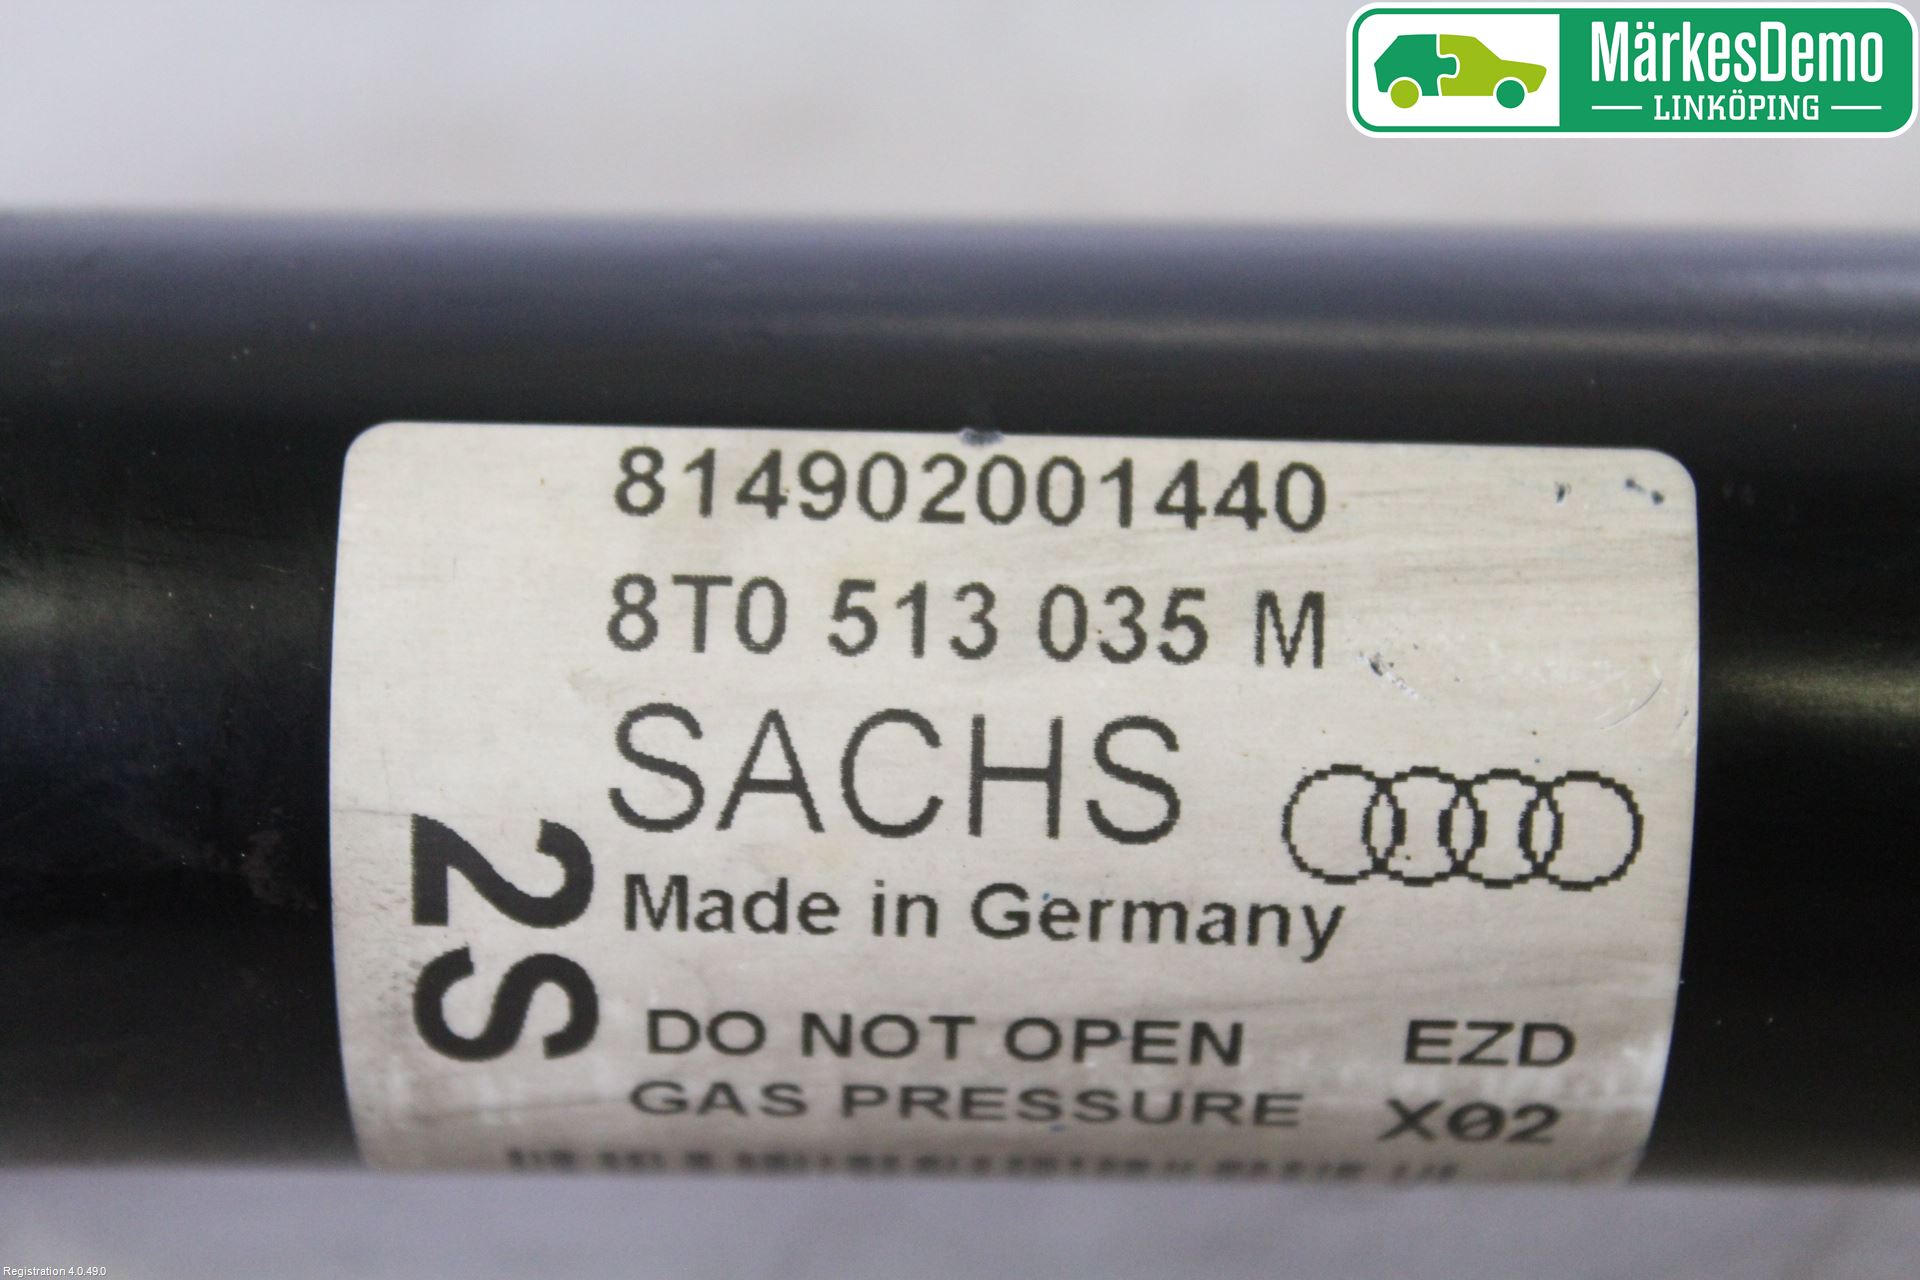 MärkesDemo
LINKÖPING
814902001440
8T0 513 035 M
SACHS
Made in Germany
2S
DO NOT OPEN EZD
GAS PRESSURE X02
Registration 4.0.49.0